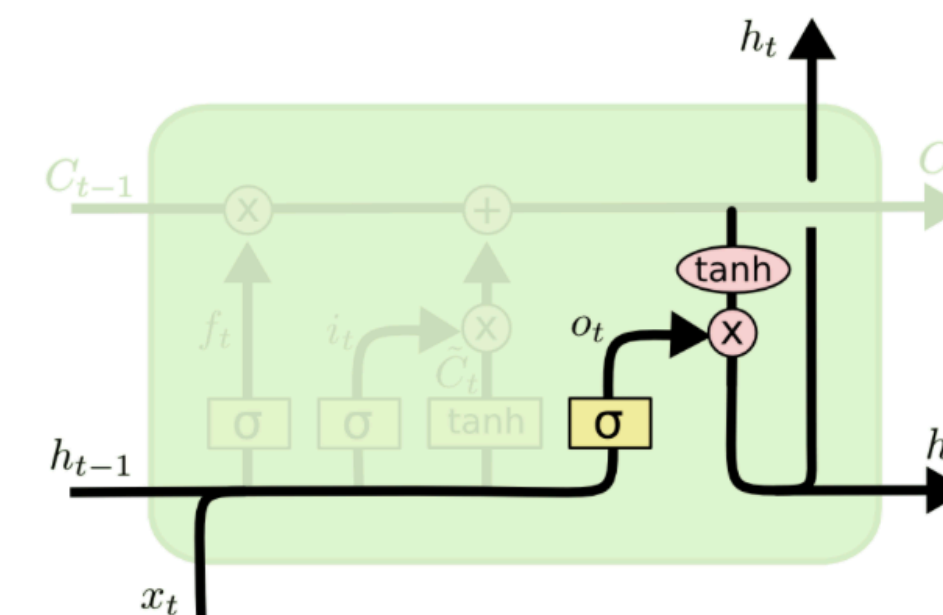 h_t
C_{t-1}
C
x
+
tanh
f_t
i_t
x
o_t
x
C̃_t
σ
σ
tanh
σ
h_{t-1}
h
x_t